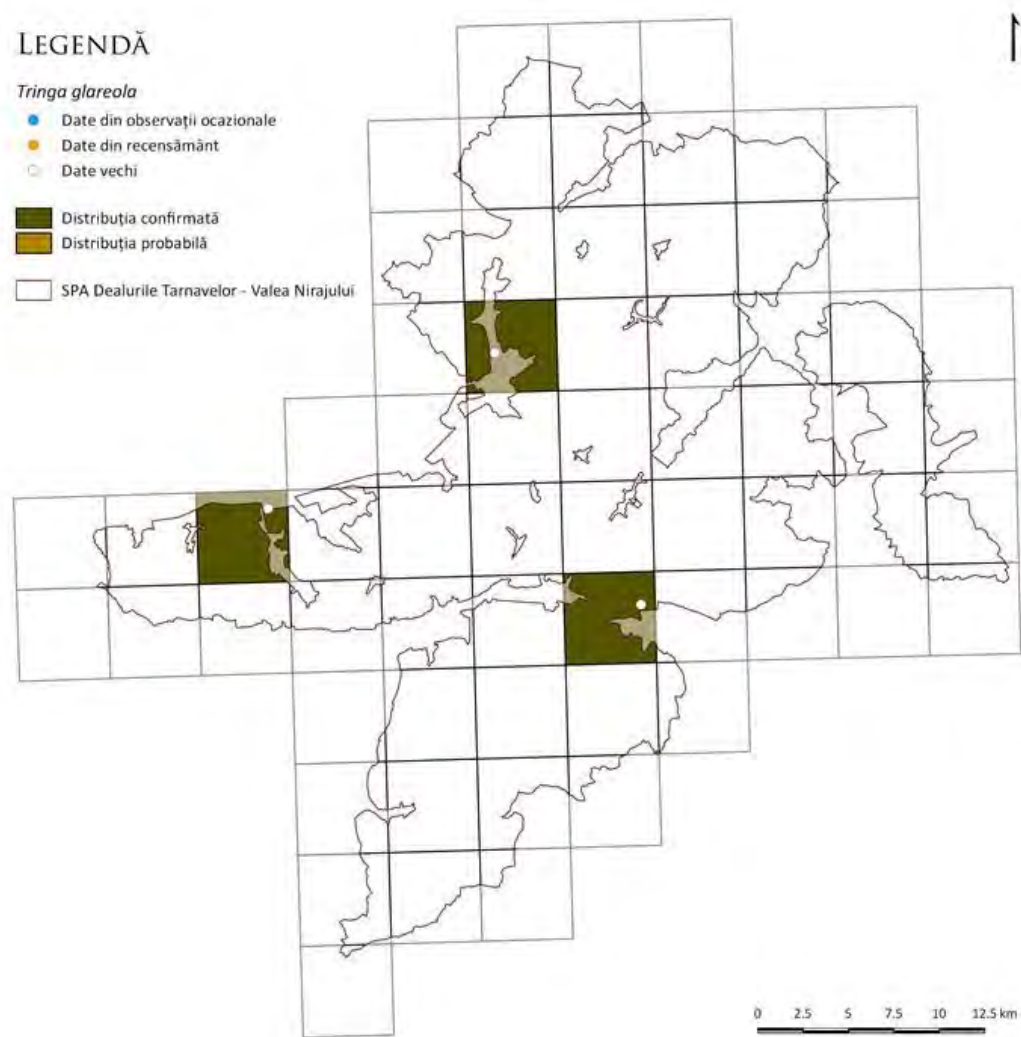 LEGENDĂ
Tringa glareola
Date din observații ocazionale
Date din recensământ
Date vechi
Distribuția confirmată
Distribuția probabilă
SPA Dealurile Tarnavelor - Valea Nirajului
0 2.5 5 7.5 10 12.5 km